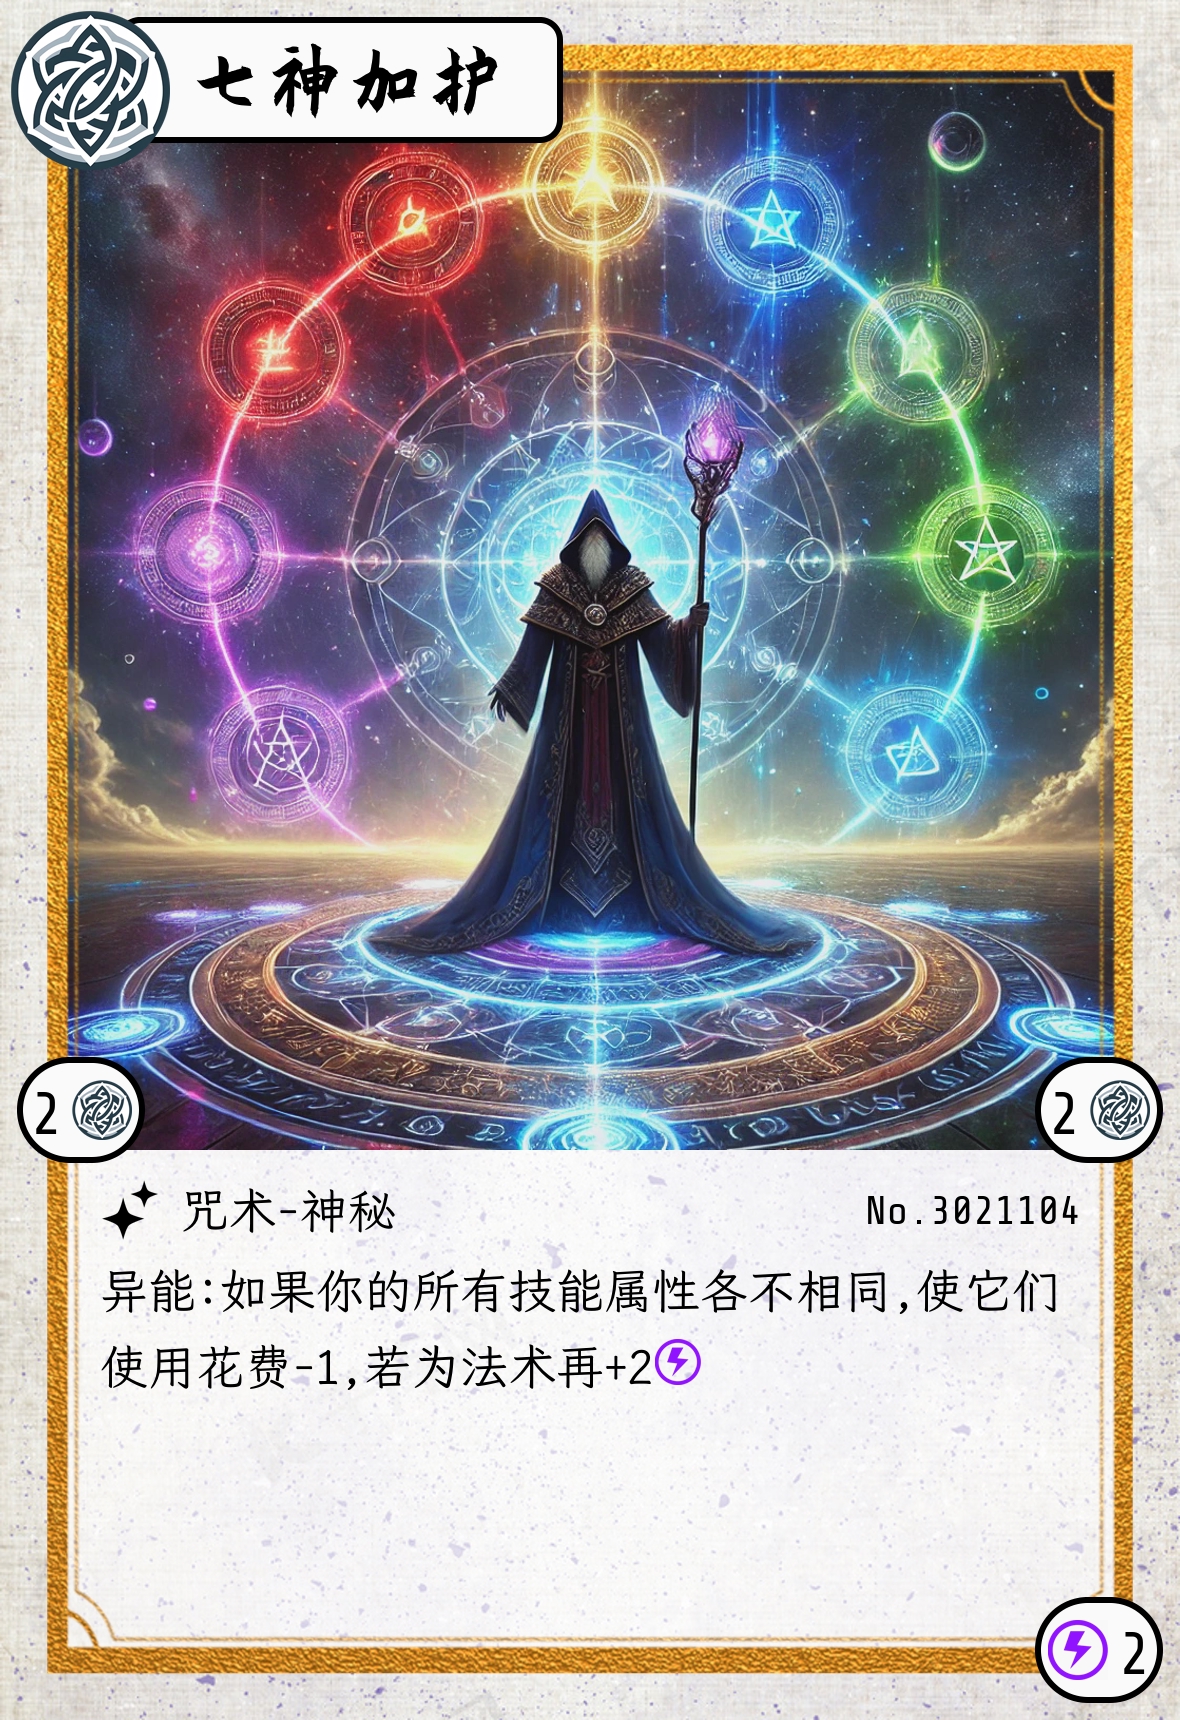 七神加护
2
2
咒术-神秘
No.3021104
异能:如果你的所有技能属性各不相同,使它们
使用花费-1,若为法术再+2
2